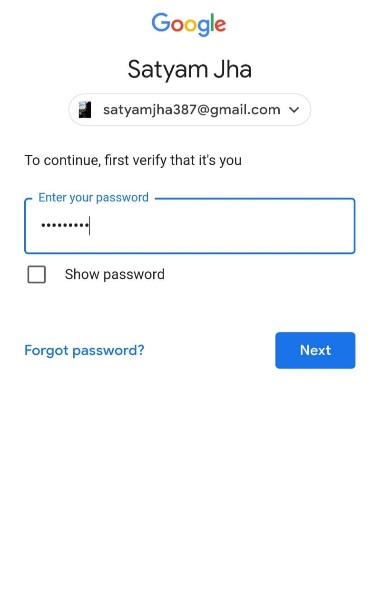 Google
Satyam Jha
satyamjha387@gmail.com
To continue, first verify that it's you
Enter your password
•••••••••
Show password
Forgot password?
Next